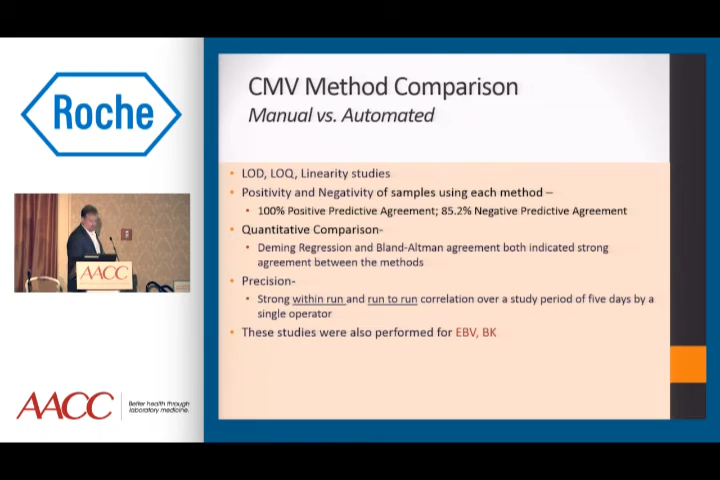 Roche
AACC
AACC
Better health through
laboratory medicine.
CMV Method Comparison
Manual vs. Automated
• LOD, LOQ, Linearity studies
• Positivity and Negativity of samples using each method –
• 100% Positive Predictive Agreement; 85.2% Negative Predictive Agreement
• Quantitative Comparison-
• Deming Regression and Bland-Altman agreement both indicated strong
agreement between the methods
• Precision-
• Strong within run and run to run correlation over a study period of five days by a
single operator
• These studies were also performed for EBV, BK